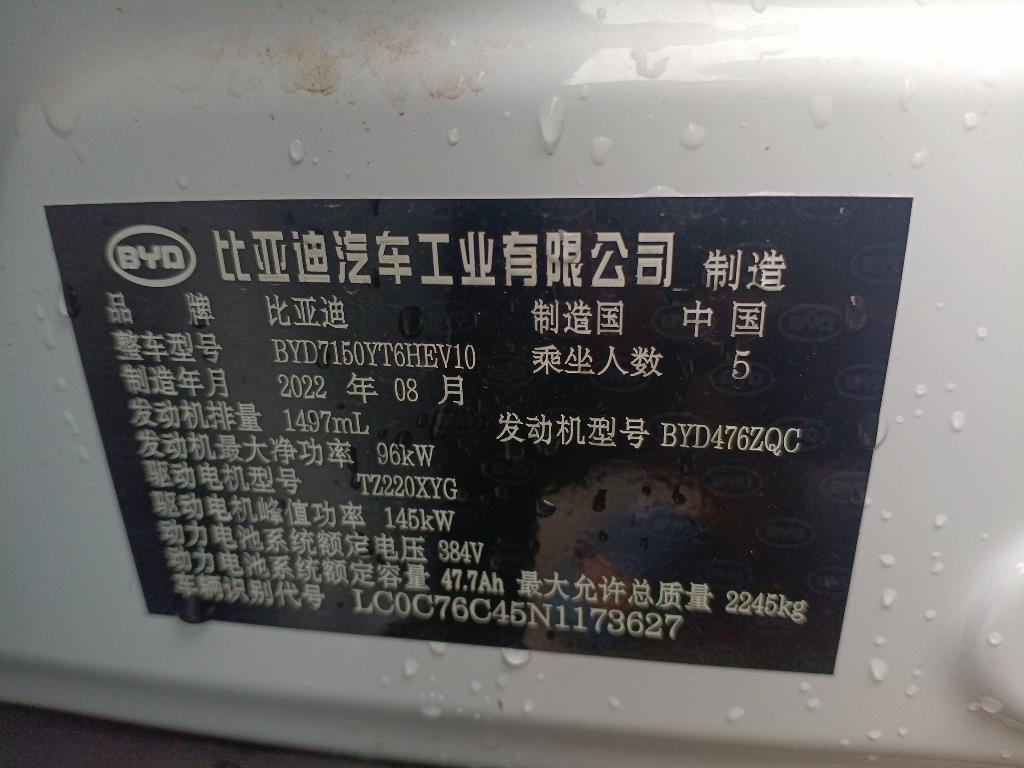 BYD 比亚迪汽车工业有限公司 制造
品 牌 比亚迪 制造国 中国
整车型号 BYD7150YT6HEV10 乘坐人数 5
制造年月 2022 年 08 月
发动机排量 1497mL 发动机型号 BYD476ZQC
发动机最大净功率 96kW
驱动电机型号 TZ220XYG
驱动电机峰值功率 145kW
动力电池系统额定电压 384V
动力电池系统额定容量 47.7Ah 最大允许总质量 2245kg
车辆识别代号 LC0C76C45N1173627